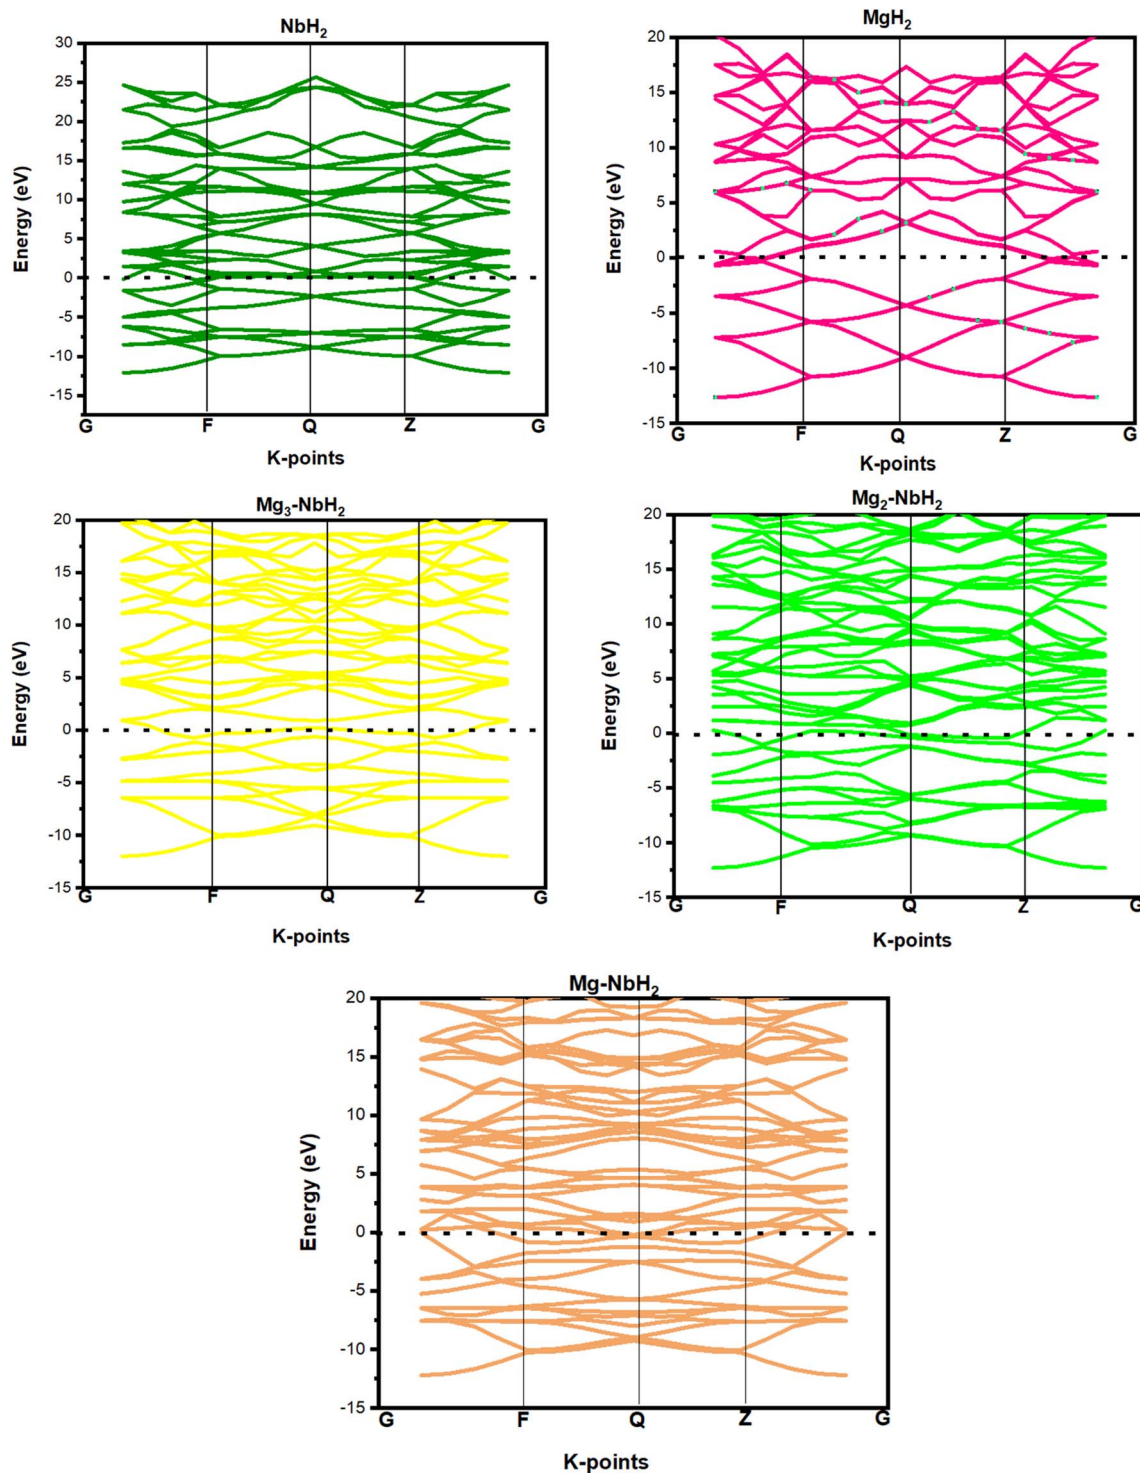 NbH₂
30
25
20
15
10
5
0
-5
-10
-15
Energy (eV)
G F Q Z G
K-points
MgH₂
20
15
10
5
0
-5
-10
-15
Energy (eV)
G F Q Z G
K-points
Mg₃-NbH₂
20
15
10
5
0
-5
-10
-15
Energy (eV)
G F Q Z G
K-points
Mg₂-NbH₂
20
15
10
5
0
-5
-10
-15
Energy (eV)
G F Q Z G
K-points
Mg-NbH₂
20
15
10
5
0
-5
-10
-15
Energy (eV)
G F Q Z G
K-points